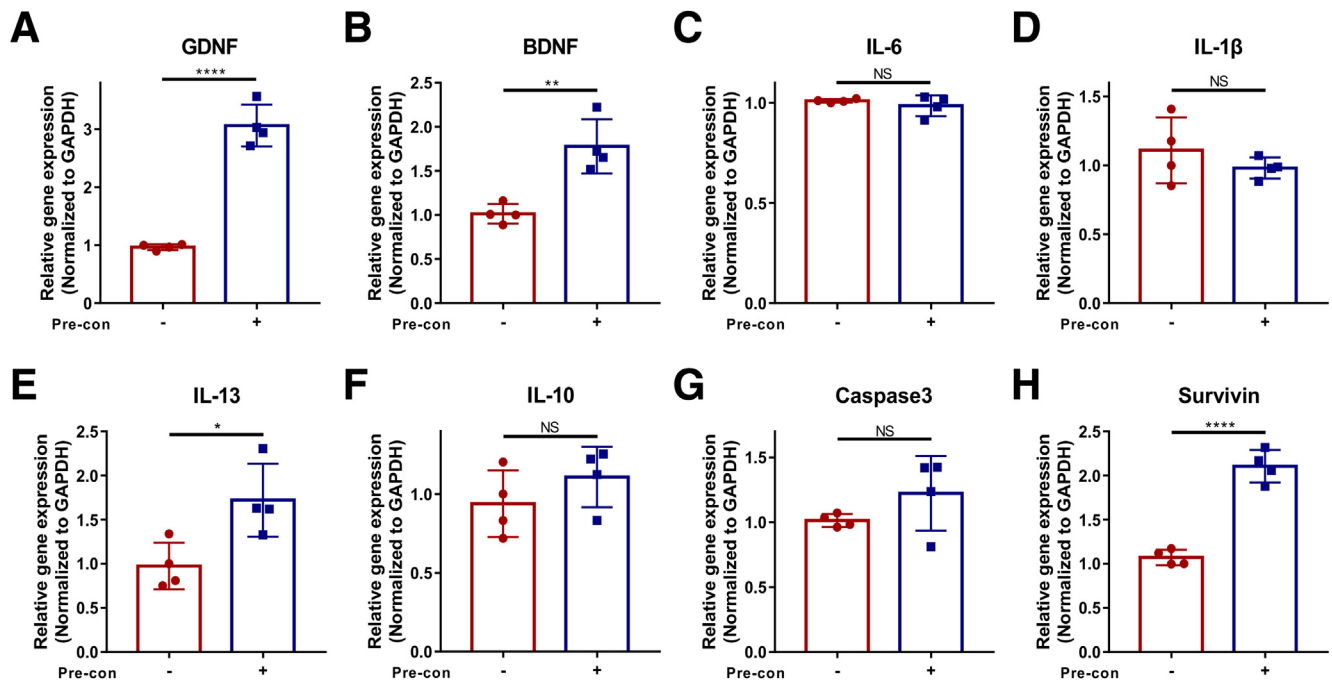 A
GDNF
****
Relative gene expression
(Normalized to GAPDH)
3
2
1
0
Pre-con - +
B
BDNF
**
Relative gene expression
(Normalized to GAPDH)
2.5
2.0
1.5
1.0
0.5
0.0
Pre-con - +
C
IL-6
NS
Relative gene expression
(Normalized to GAPDH)
1.0
0.5
0.0
Pre-con - +
D
IL-1β
NS
Relative gene expression
(Normalized to GAPDH)
1.5
1.0
0.5
0.0
Pre-con - +
E
IL-13
*
Relative gene expression
(Normalized to GAPDH)
2.5
2.0
1.5
1.0
0.5
0.0
Pre-con - +
F
IL-10
NS
Relative gene expression
(Normalized to GAPDH)
1.0
0.5
0.0
Pre-con - +
G
Caspase3
NS
Relative gene expression
(Normalized to GAPDH)
1.5
1.0
0.5
0.0
Pre-con - +
H
Survivin
****
Relative gene expression
(Normalized to GAPDH)
2.5
2.0
1.5
1.0
0.5
0.0
Pre-con - +